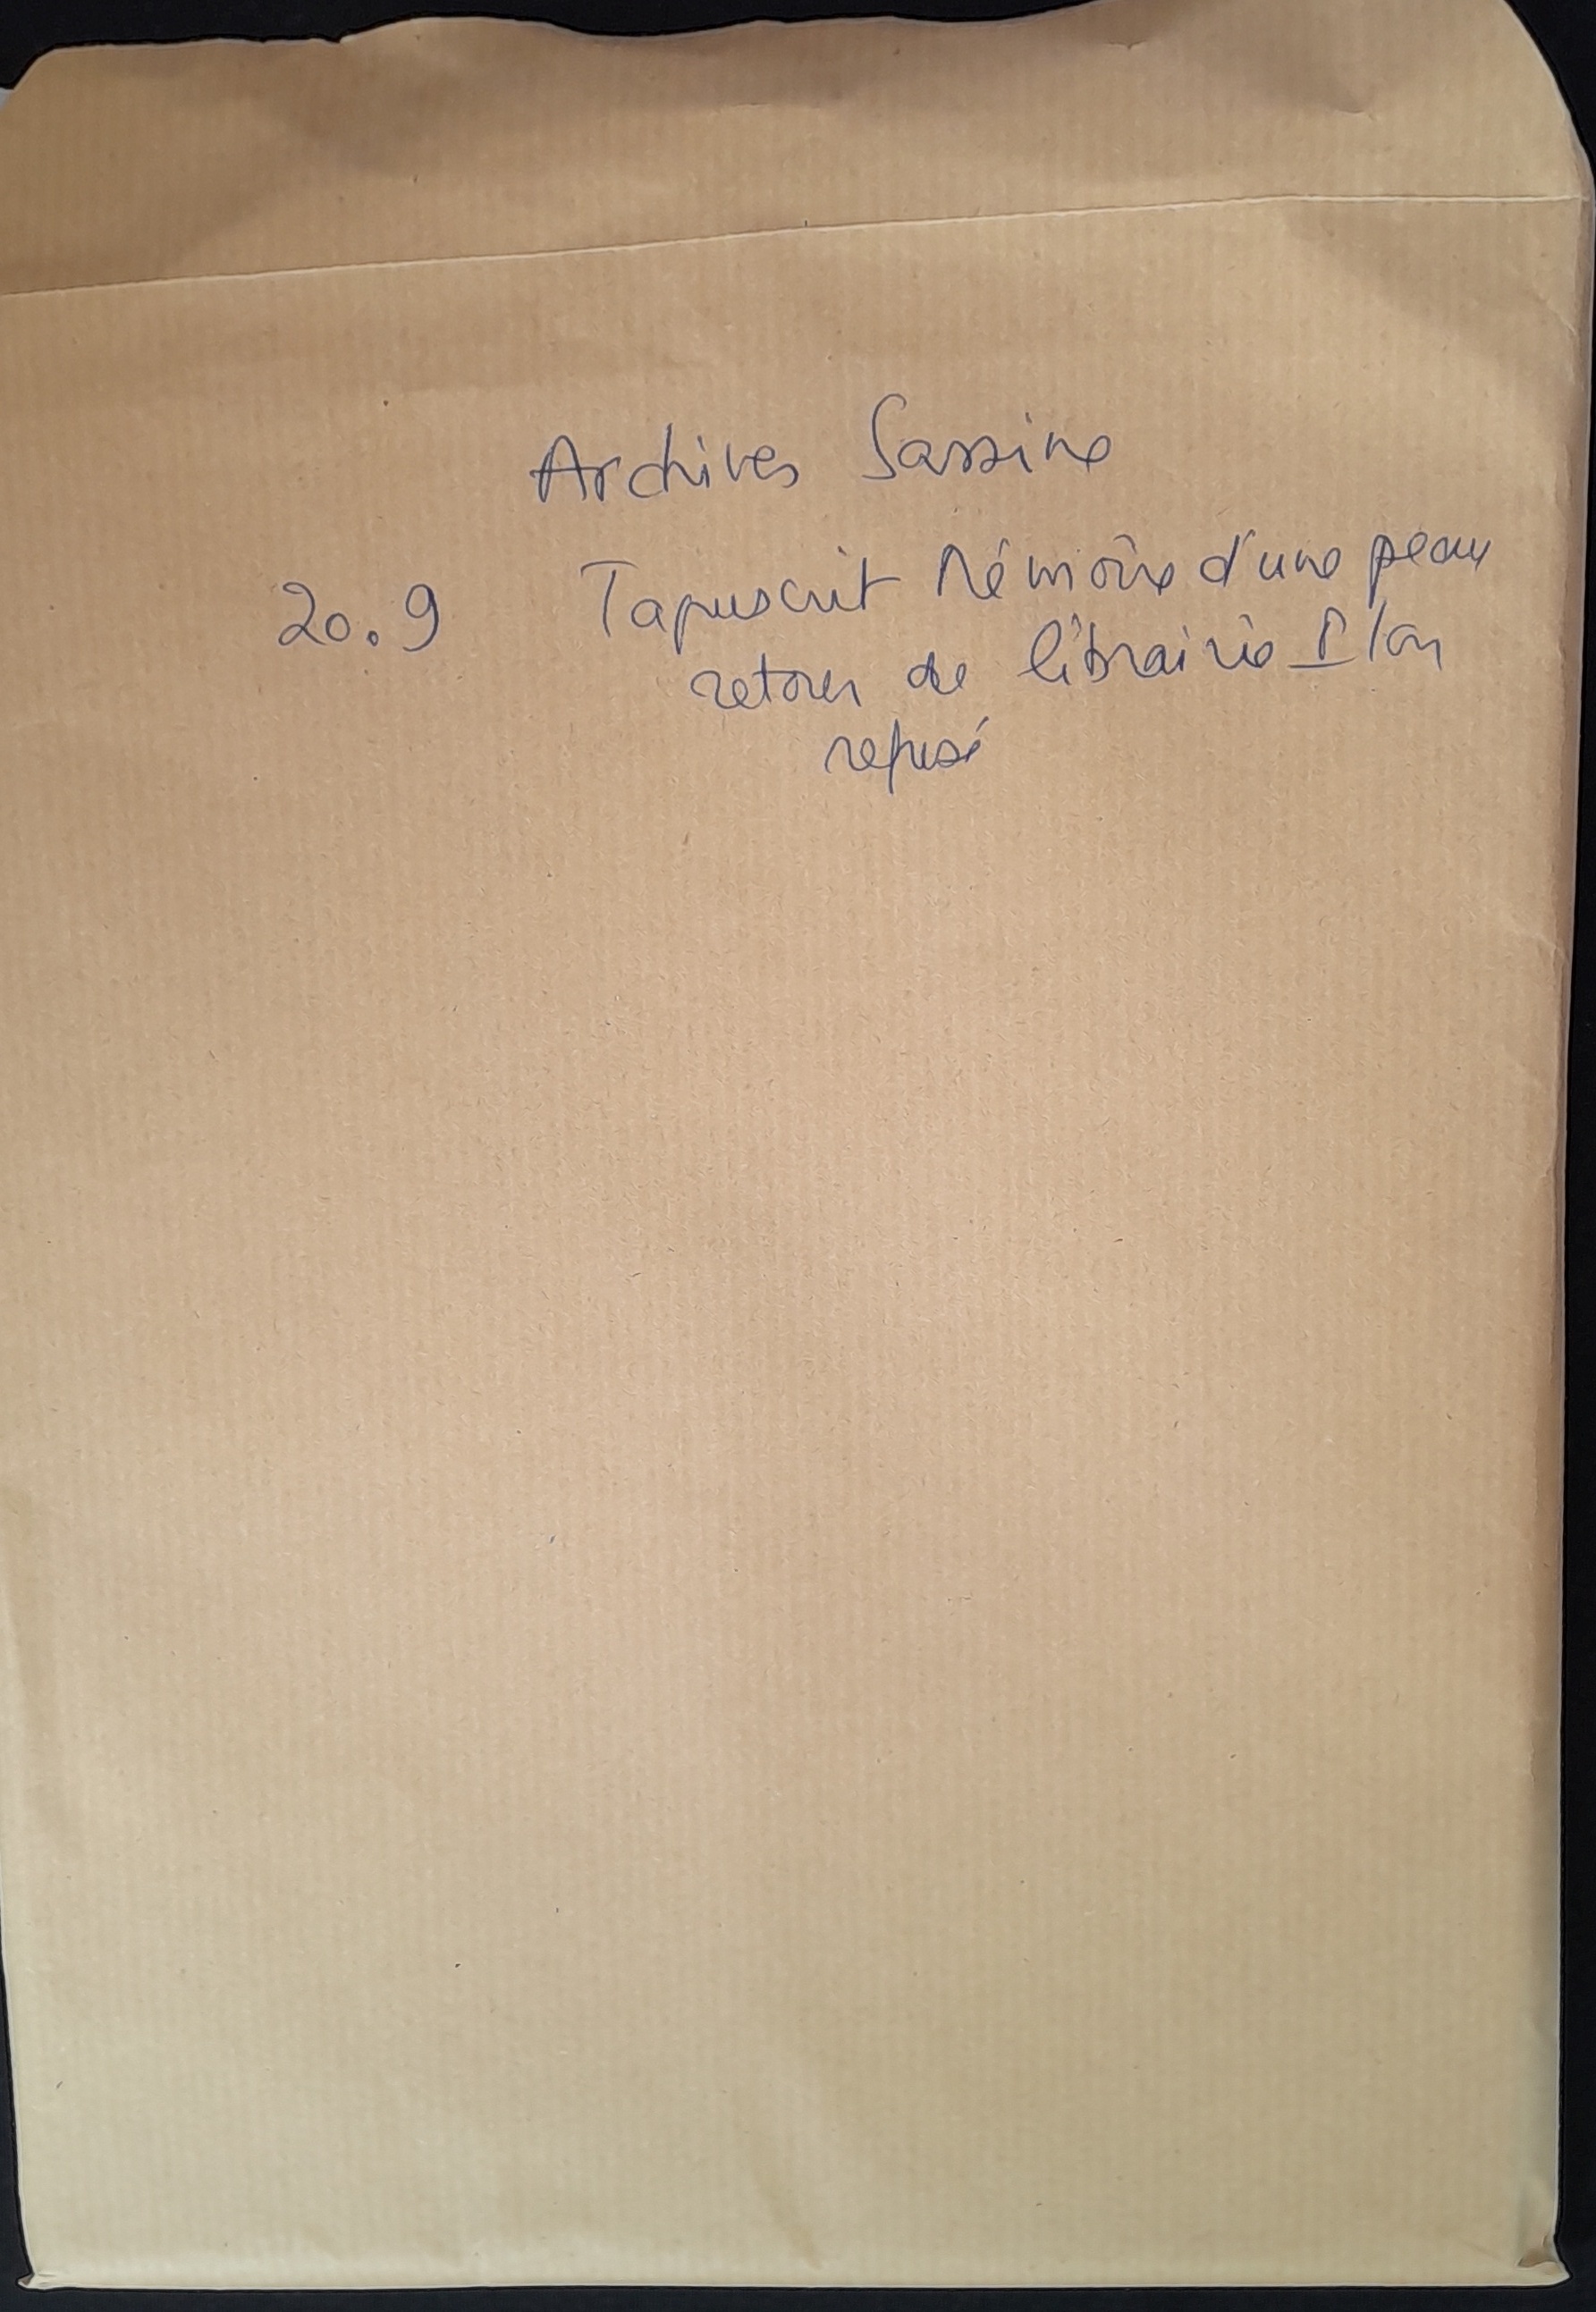 Archives Sassine
20.9 Tapuscrit Mémoire d'une peau
retour de librairie Plon
refusé